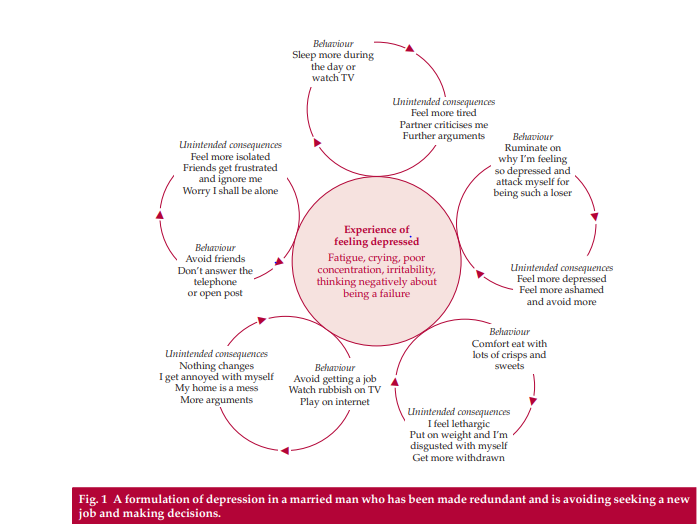 Behaviour
Sleep more during
the day or
watch TV
Unintended consequences
Feel more tired
Partner criticises me
Further arguments
Behaviour
Ruminate on
why I'm feeling
so depressed and
attack myself for
being such a loser
Unintended consequences
Feel more depressed
Feel more ashamed
and avoid more
Behaviour
Comfort eat with
lots of crisps and
sweets
Unintended consequences
I feel lethargic
Put on weight and I'm
disgusted with myself
Get more withdrawn
Behaviour
Avoid getting a job
Watch rubbish on TV
Play on internet
Unintended consequences
Nothing changes
I get annoyed with myself
My home is a mess
More arguments
Behaviour
Avoid friends
Don't answer the
telephone
or open post
Unintended consequences
Feel more isolated
Friends get frustrated
and ignore me
Worry I shall be alone
Experience of
feeling depressed
Fatigue, crying, poor
concentration, irritability,
thinking negatively about
being a failure
Fig. 1 A formulation of depression in a married man who has been made redundant and is avoiding seeking a new
job and making decisions.